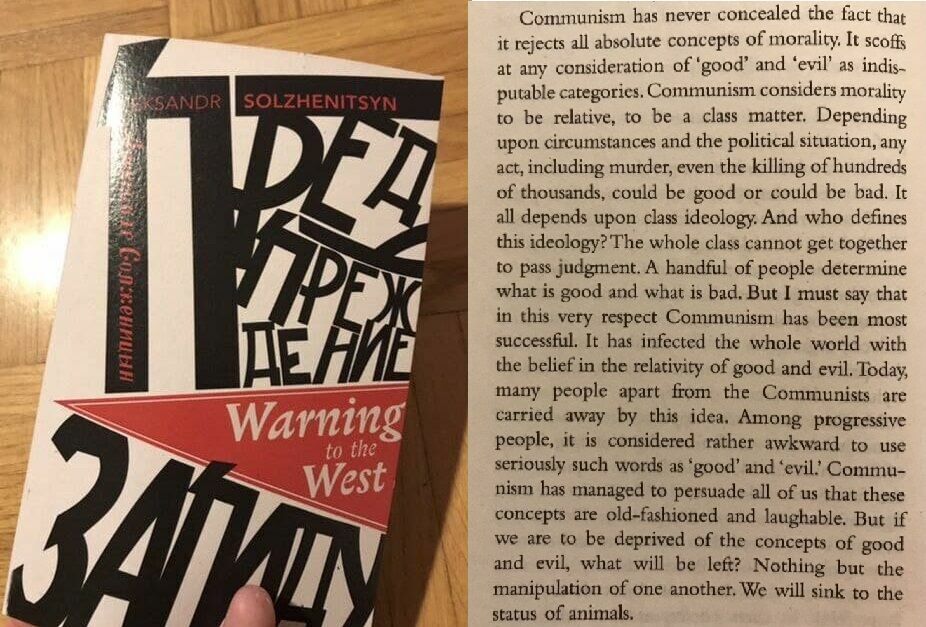 ALEKSANDR SOLZHENITSYN
Александр Солженицын
ПРЕД
УПРЕЖ
ДЕНИЕ
Warning
to the
West
ЗАПАДУ
Communism has never concealed the fact that
it rejects all absolute concepts of morality. It scoffs
at any consideration of ‘good’ and ‘evil’ as indis-
putable categories. Communism considers morality
to be relative, to be a class matter. Depending
upon circumstances and the political situation, any
act, including murder, even the killing of hundreds
of thousands, could be good or could be bad. It
all depends upon class ideology. And who defines
this ideology? The whole class cannot get together
to pass judgment. A handful of people determine
what is good and what is bad. But I must say that
in this very respect Communism has been most
successful. It has infected the whole world with
the belief in the relativity of good and evil. Today,
many people apart from the Communists are
carried away by this idea. Among progressive
people, it is considered rather awkward to use
seriously such words as ‘good’ and ‘evil.’ Commu-
nism has managed to persuade all of us that these
concepts are old-fashioned and laughable. But if
we are to be deprived of the concepts of good
and evil, what will be left? Nothing but the
manipulation of one another. We will sink to the
status of animals.